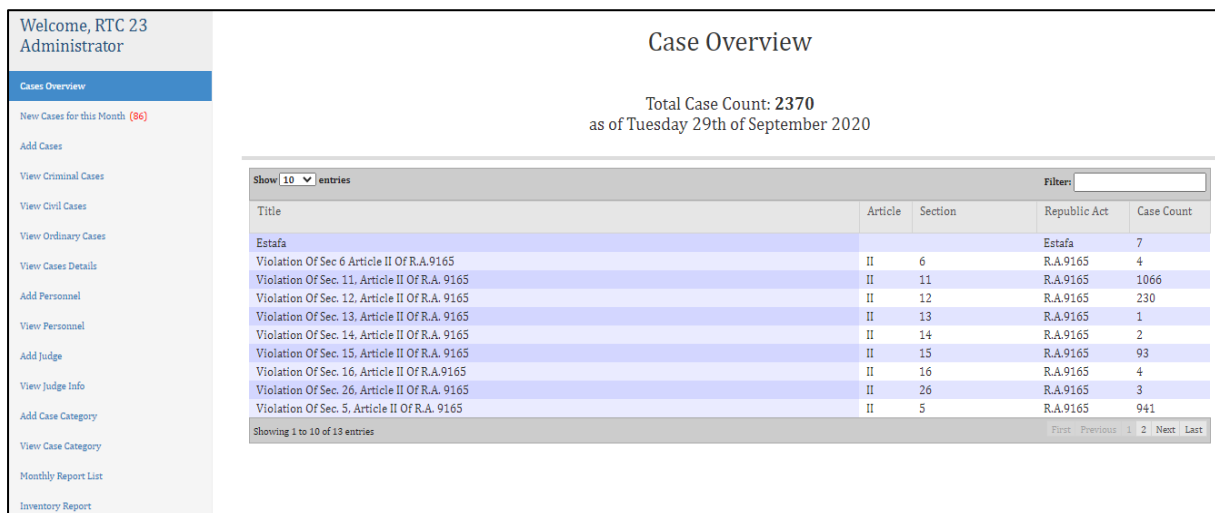 Welcome, RTC 23
Administrator
Cases Overview
New Cases for this Month (86)
Add Cases
View Criminal Cases
View Civil Cases
View Ordinary Cases
View Cases Details
Add Personnel
View Personnel
Add Judge
View Judge Info
Add Case Category
View Case Category
Monthly Report List
Inventory Report
Case Overview
Total Case Count: 2370
as of Tuesday 29th of September 2020
Show 10 entries Filter:
Title Article Section Republic Act Case Count
Estafa Estafa 7
Violation Of Sec 6 Article II Of R.A.9165 II 6 R.A.9165 4
Violation Of Sec. 11, Article II Of R.A. 9165 II 11 R.A.9165 1066
Violation Of Sec. 12, Article II Of R.A. 9165 II 12 R.A.9165 230
Violation Of Sec. 13, Article II Of R.A. 9165 II 13 R.A.9165 1
Violation Of Sec. 14, Article II Of R.A. 9165 II 14 R.A.9165 2
Violation Of Sec. 15, Article II Of R.A. 9165 II 15 R.A.9165 93
Violation Of Sec. 16, Article II Of R.A.9165 II 16 R.A.9165 4
Violation Of Sec. 26, Article II Of R.A. 9165 II 26 R.A.9165 3
Violation Of Sec. 5, Article II Of R.A. 9165 II 5 R.A.9165 941
Showing 1 to 10 of 13 entries First Previous 1 2 Next Last